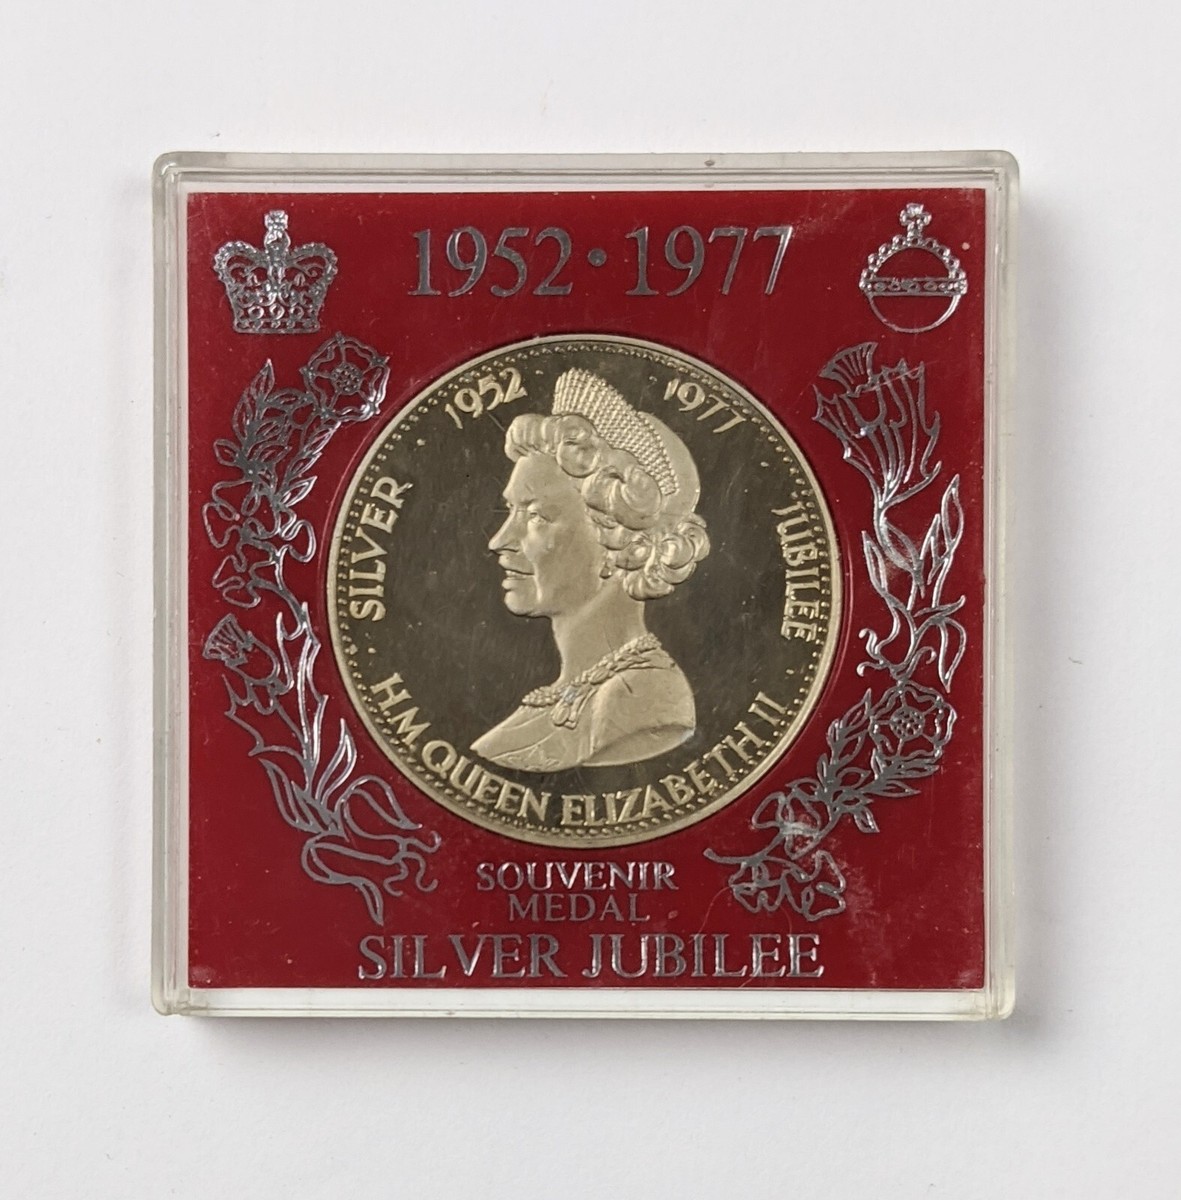 1952 · 1977
1952 1977
SILVER JUBILEE
H.M. QUEEN ELIZABETH II
SOUVENIR
MEDAL
SILVER JUBILEE